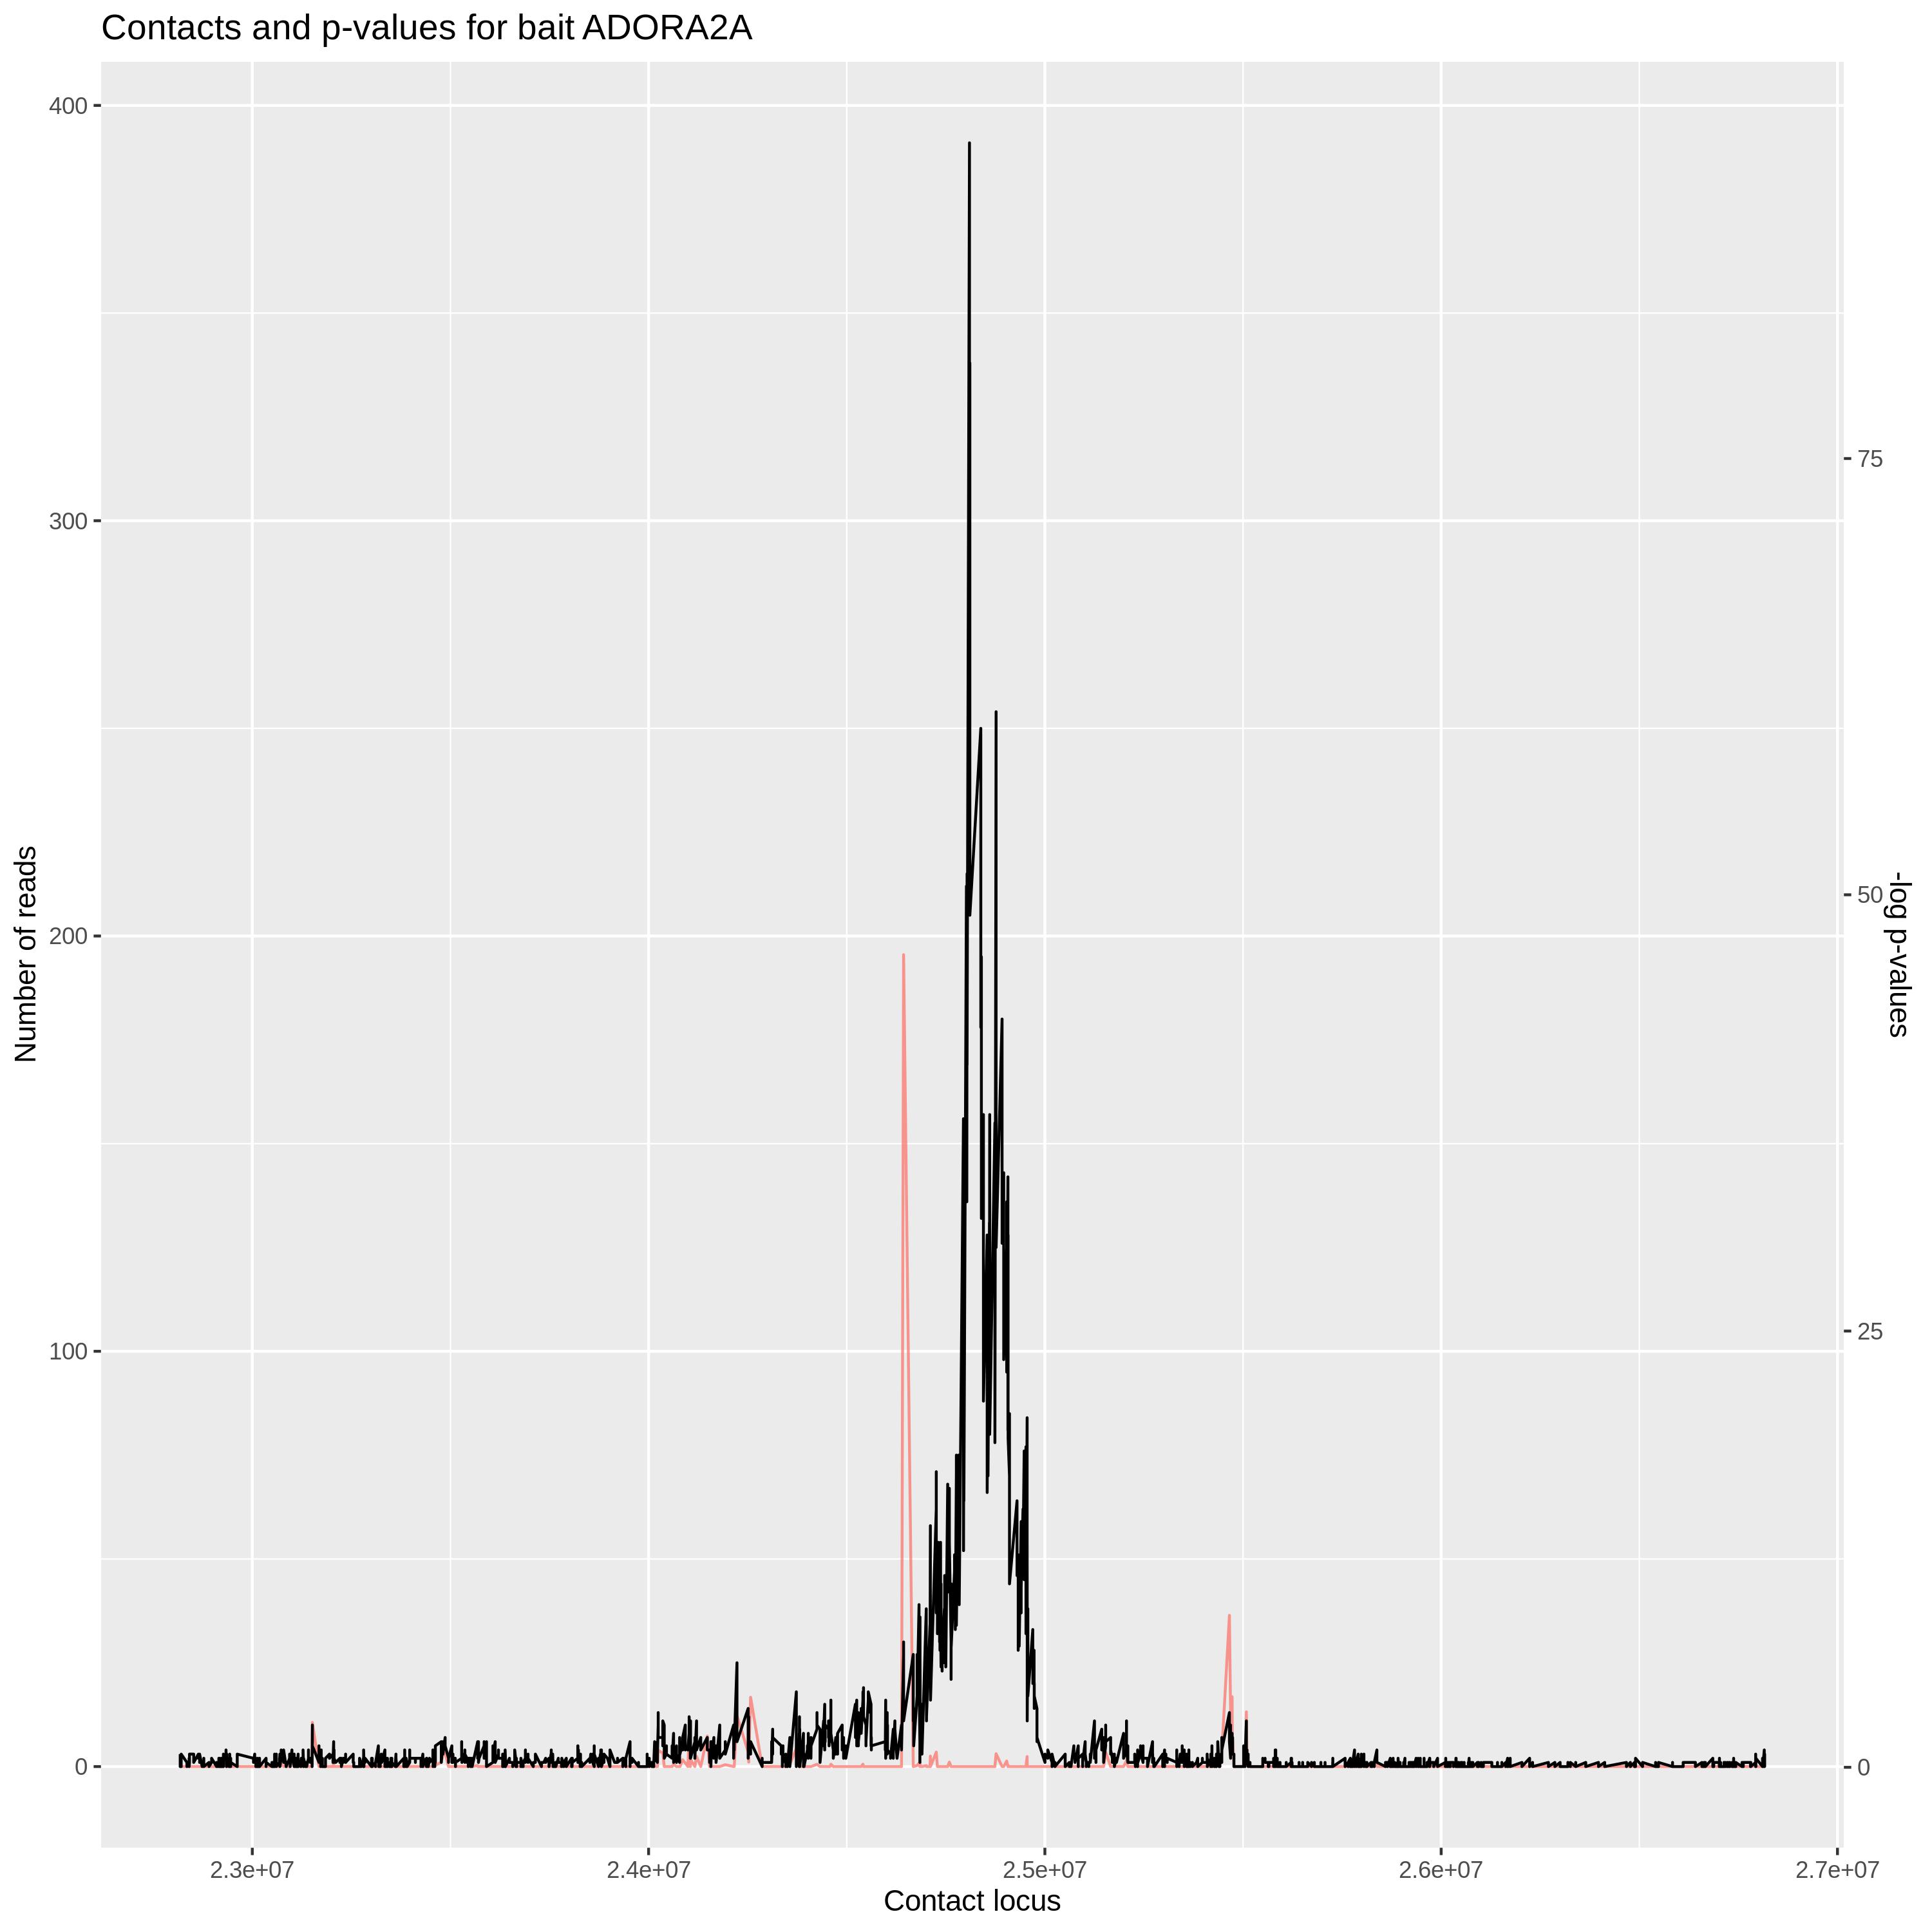 Contacts and p-values for bait ADORA2A
400
300
200
100
0
Number of reads
75
50
25
0
-log p-values
2.3e+07
2.4e+07
2.5e+07
2.6e+07
2.7e+07
Contact locus